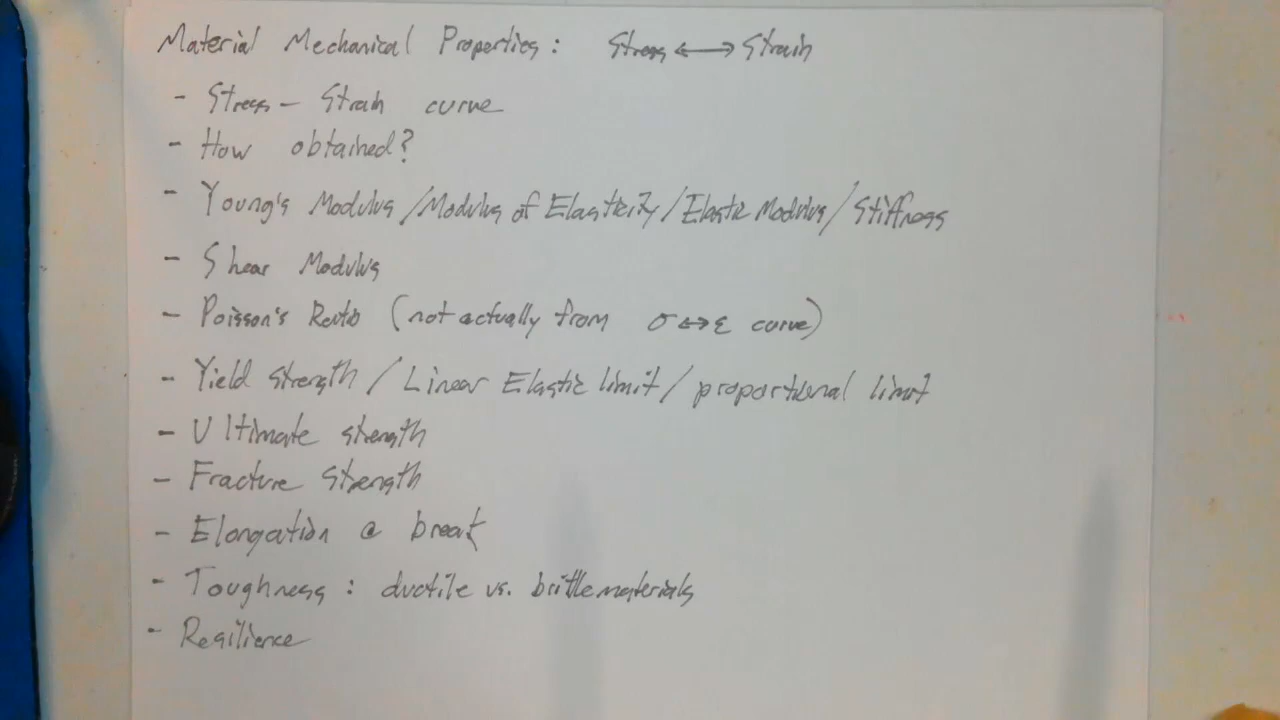 Material Mechanical Properties: Stress ⟷ Strain
- Stress - Strain curve
- How obtained?
- Young's Modulus / Modulus of Elasticity / Elastic Modulus / Stiffness
- Shear Modulus
- Poisson's Ratio (not actually from σ↔ε curve)
- Yield strength / Linear Elastic limit / proportional limit
- Ultimate strength
- Fracture strength
- Elongation @ break
- Toughness: ductile vs. brittle materials
- Resilience